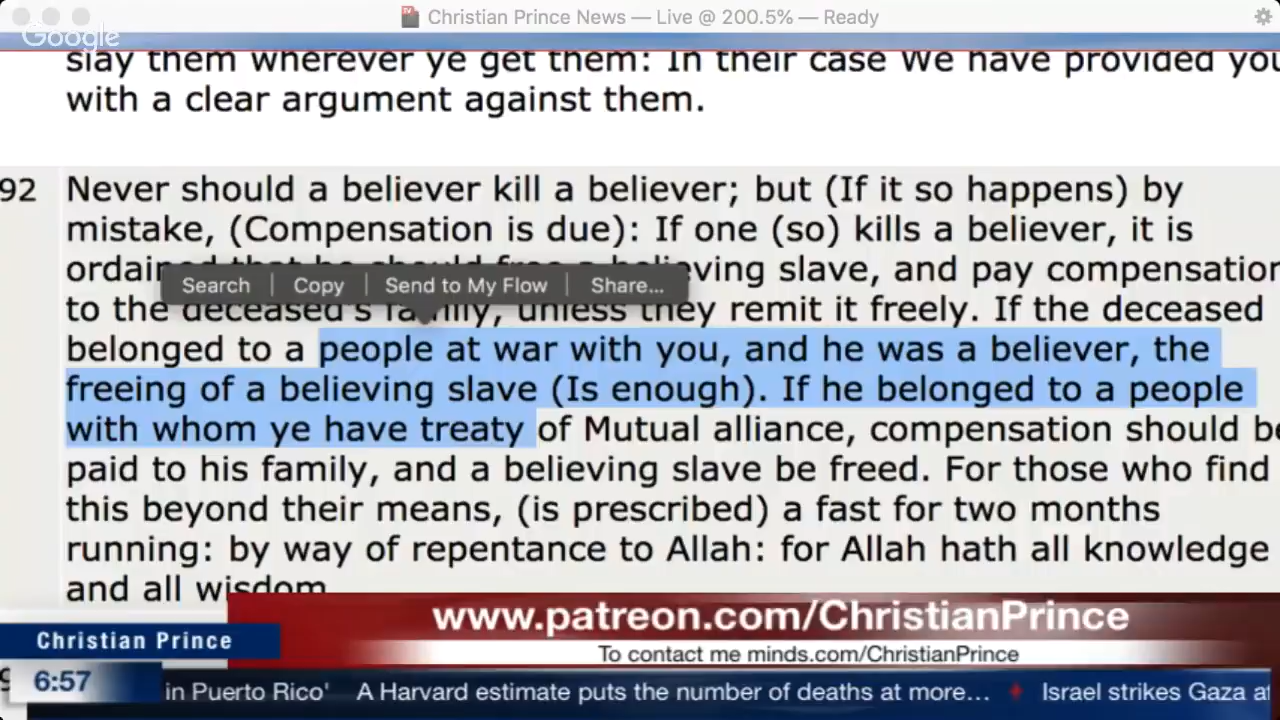 Christian Prince News — Live @ 200.5% — Ready
Google
slay them wherever ye get them: In their case We have provided you
with a clear argument against them.
92 Never should a believer kill a believer; but (If it so happens) by
mistake, (Compensation is due): If one (so) kills a believer, it is
ordained that he should free a believing slave, and pay compensation
Search Copy Send to My Flow Share...
to the deceased's family, unless they remit it freely. If the deceased
belonged to a people at war with you, and he was a believer, the
freeing of a believing slave (Is enough). If he belonged to a people
with whom ye have treaty of Mutual alliance, compensation should be
paid to his family, and a believing slave be freed. For those who find
this beyond their means, (is prescribed) a fast for two months
running: by way of repentance to Allah: for Allah hath all knowledge
and all wisdom
www.patreon.com/ChristianPrince
Christian Prince
To contact me minds.com/ChristianPrince
6:57 in Puerto Rico' A Harvard estimate puts the number of deaths at more... Israel strikes Gaza af